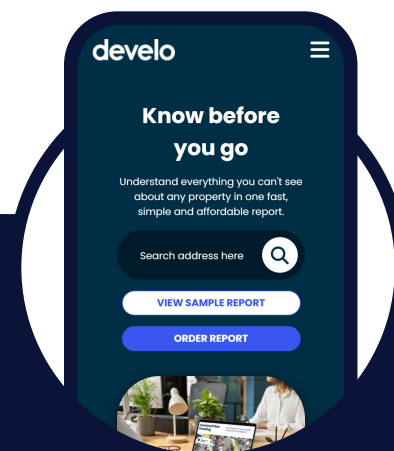 develo
Know before
you go
Understand everything you can't see
about any property in one fast,
simple and affordable report.
Search address here
VIEW SAMPLE REPORT
ORDER REPORT